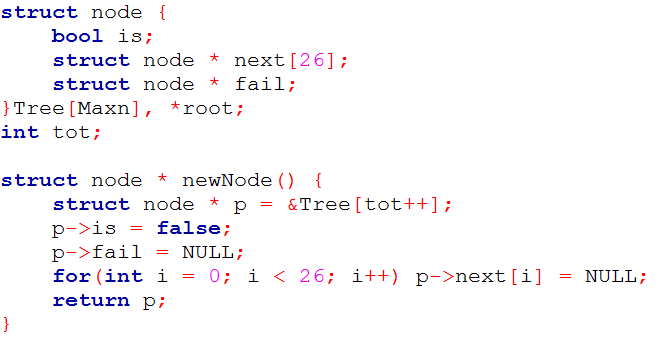 struct node {
    bool is;
    struct node * next[26];
    struct node * fail;
}Tree[Maxn], *root;
int tot;

struct node * newNode() {
    struct node * p = &Tree[tot++];
    p->is = false;
    p->fail = NULL;
    for(int i = 0; i < 26; i++) p->next[i] = NULL;
    return p;
}